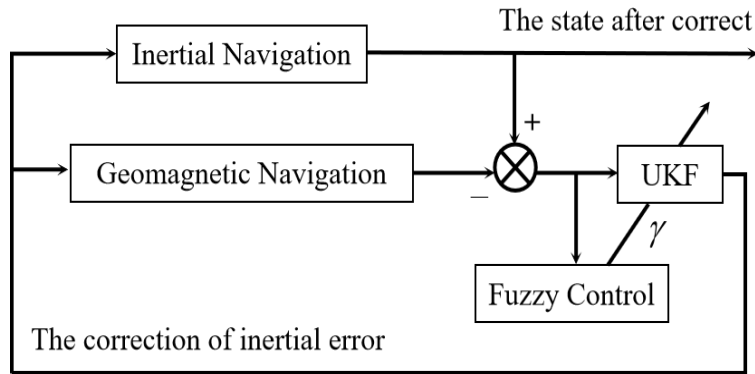 The state after correct
Inertial Navigation
+
Geomagnetic Navigation
−
UKF
γ
Fuzzy Control
The correction of inertial error